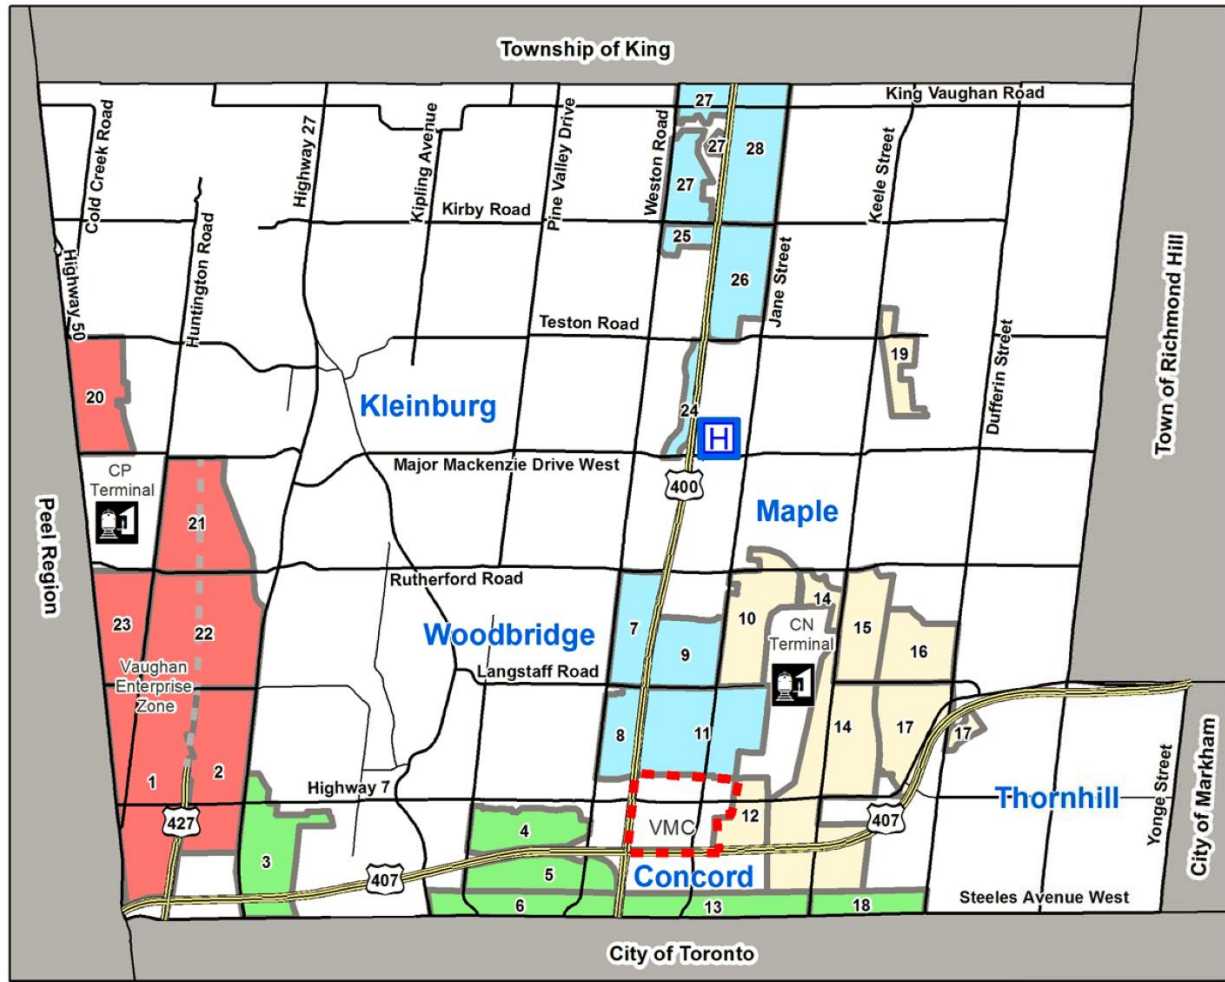 Township of King
King Vaughan Road
27
Cold Creek Road
Highway 27
Kipling Avenue
Pine Valley Drive
Weston Road
27
28
Keele Street
27
Kirby Road
25
Huntington Road
Highway 50
26
Jane Street
Teston Road
Dufferin Street
Town of Richmond Hill
19
20
Kleinburg
24
H
Major Mackenzie Drive West
CP
Terminal
400
Peel Region
21
Maple
Rutherford Road
10
14
23
22
Woodbridge
7
CN
Terminal
15
16
9
Vaughan
Enterprise
Zone
Langstaff Road
8
11
14
17
17
1
2
Highway 7
Thornhill
Yonge Street
City of Markham
427
4
VMC
12
407
3
407
5
Concord
6
13
18
Steeles Avenue West
City of Toronto